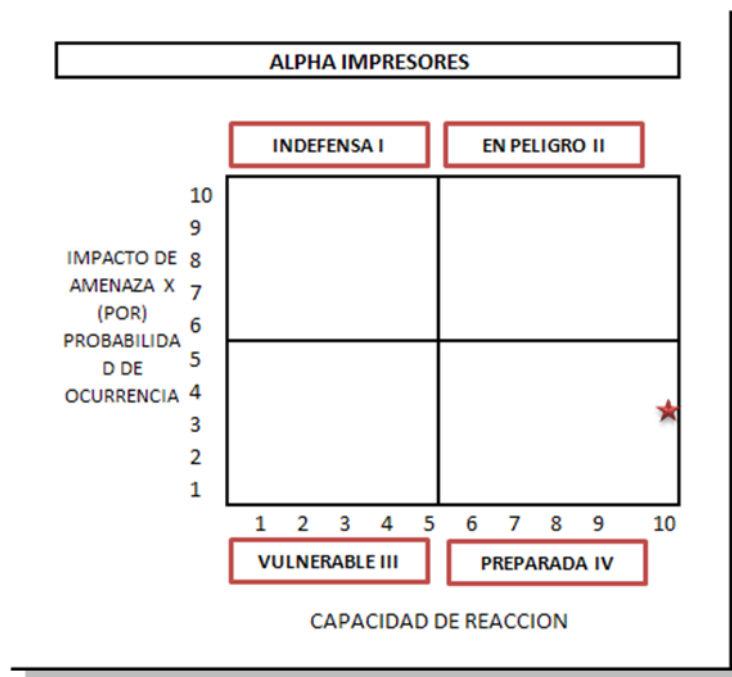 ALPHA IMPRESORES
INDEFENSA I
EN PELIGRO II
10
9
8
7
6
5
4
3
2
1
IMPACTO DE
AMENAZA X
(POR)
PROBABILIDA
D DE
OCURRENCIA
1 2 3 4 5 6 7 8 9 10
VULNERABLE III
PREPARADA IV
CAPACIDAD DE REACCION